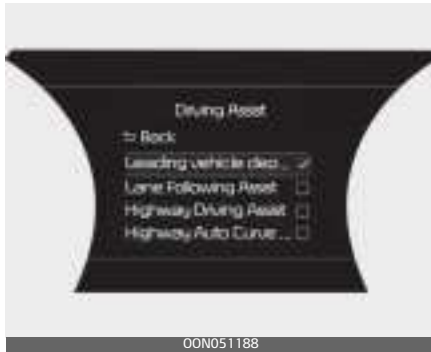 Driving Assist
Back
Leading vehicle dep...
Lane Following Assist
Highway Driving Assist
Highway Auto Curve ...
OON051188